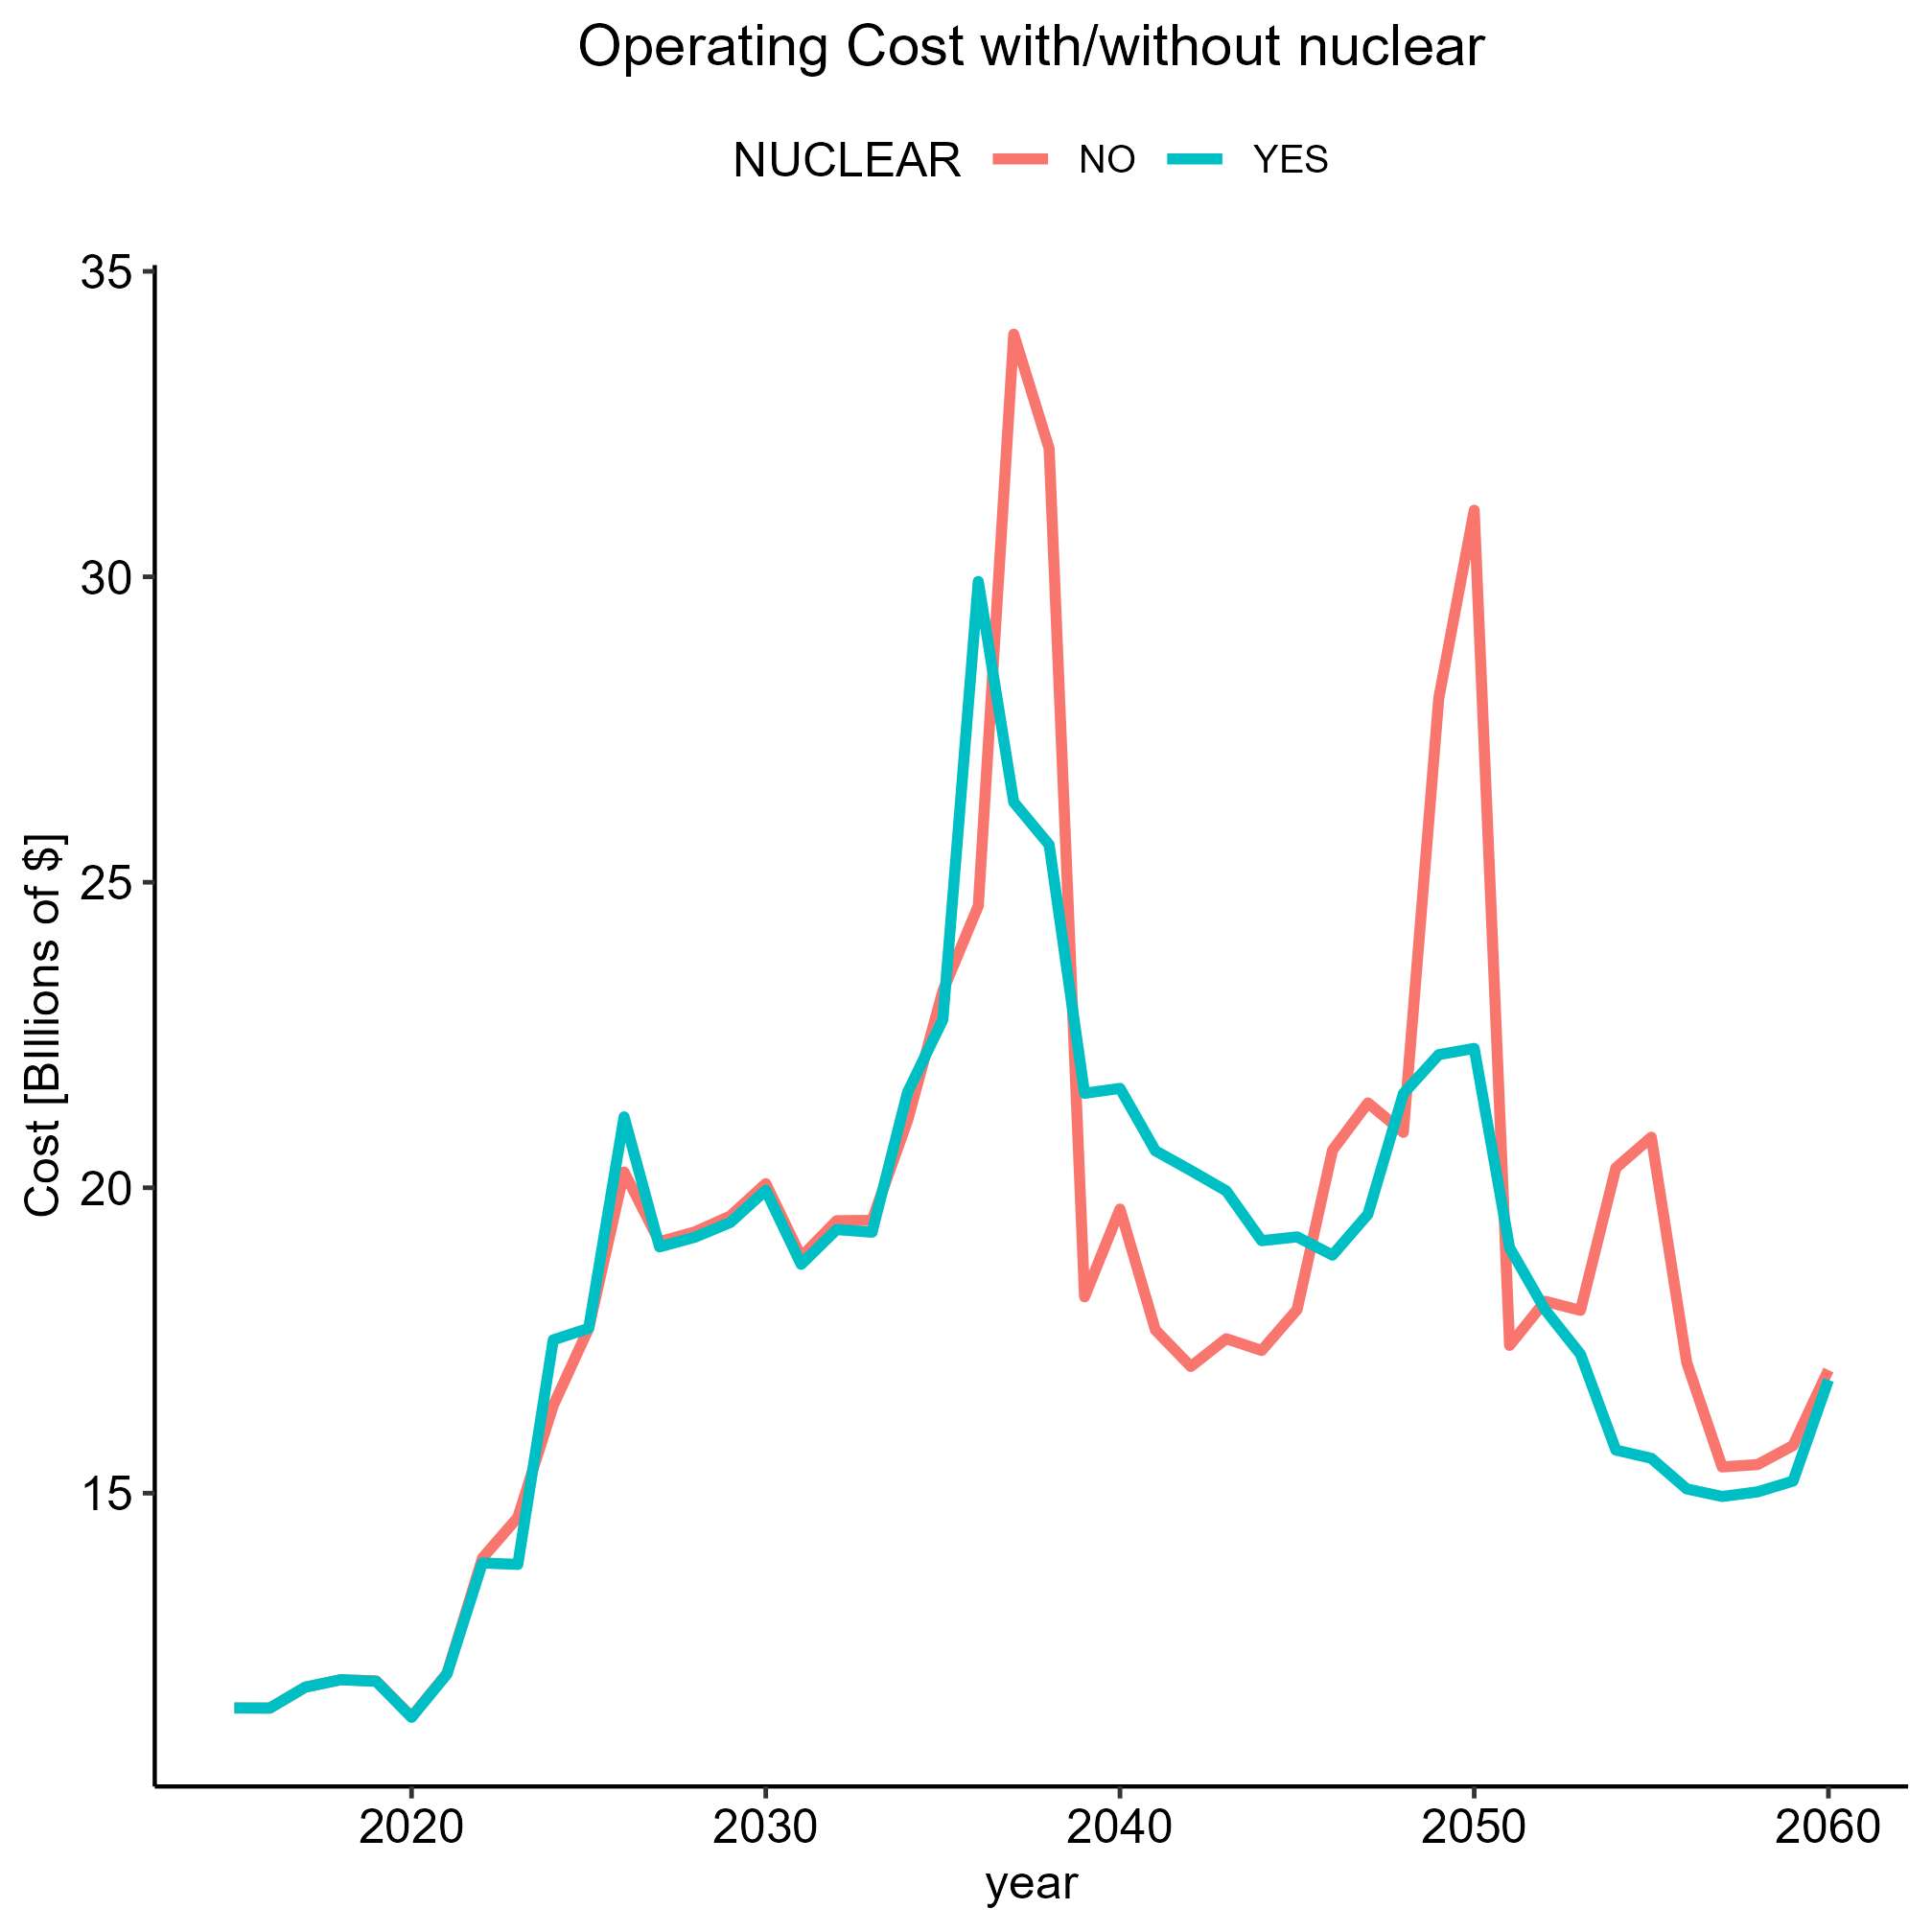 Operating Cost with/without nuclear
NUCLEAR NO YES
35
30
25
20
15
Cost [BIllions of $]
2020 2030 2040 2050 2060
year